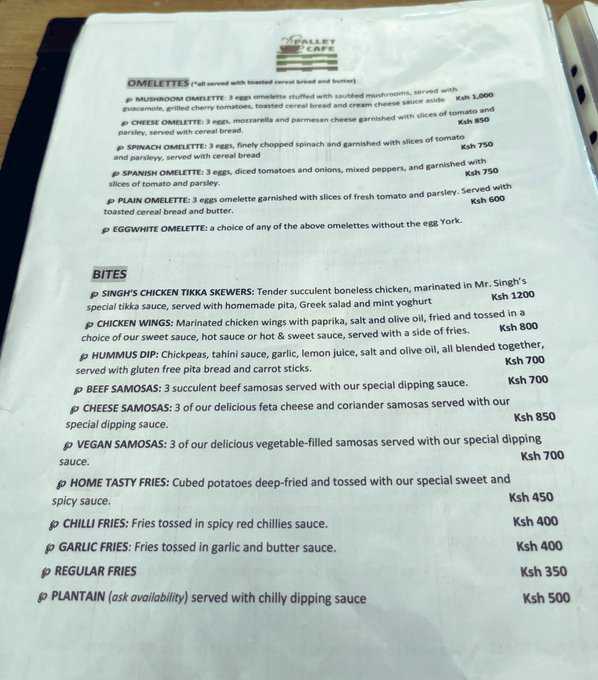 The PALLET CAFE
OMELETTES (*all served with toasted cereal bread and butter)
MUSHROOM OMELETTE: 3 eggs omelette stuffed with sautéed mushrooms, served with
guacamole, grilled cherry tomatoes, toasted cereal bread and cream cheese sauce aside Ksh 1,000
CHEESE OMELETTE: 3 eggs, mozzarella and parmesan cheese garnished with slices of tomato and
parsley, served with cereal bread. Ksh 850
SPINACH OMELETTE: 3 eggs, finely chopped spinach and garnished with slices of tomato
and parsleyy, served with cereal bread Ksh 750
SPANISH OMELETTE: 3 eggs, diced tomatoes and onions, mixed peppers, and garnished with
slices of tomato and parsley. Ksh 750
PLAIN OMELETTE: 3 eggs omelette garnished with slices of fresh tomato and parsley. Served with
toasted cereal bread and butter. Ksh 600
EGGWHITE OMELETTE: a choice of any of the above omelettes without the egg York.
BITES
SINGH'S CHICKEN TIKKA SKEWERS: Tender succulent boneless chicken, marinated in Mr. Singh's
special tikka sauce, served with homemade pita, Greek salad and mint yoghurt Ksh 1200
CHICKEN WINGS: Marinated chicken wings with paprika, salt and olive oil, fried and tossed in a
choice of our sweet sauce, hot sauce or hot & sweet sauce, served with a side of fries. Ksh 800
HUMMUS DIP: Chickpeas, tahini sauce, garlic, lemon juice, salt and olive oil, all blended together,
served with gluten free pita bread and carrot sticks. Ksh 700
BEEF SAMOSAS: 3 succulent beef samosas served with our special dipping sauce. Ksh 700
CHEESE SAMOSAS: 3 of our delicious feta cheese and coriander samosas served with our
special dipping sauce. Ksh 850
VEGAN SAMOSAS: 3 of our delicious vegetable-filled samosas served with our special dipping
sauce. Ksh 700
HOME TASTY FRIES: Cubed potatoes deep-fried and tossed with our special sweet and
spicy sauce. Ksh 450
CHILLI FRIES: Fries tossed in spicy red chillies sauce. Ksh 400
GARLIC FRIES: Fries tossed in garlic and butter sauce. Ksh 400
REGULAR FRIES Ksh 350
PLANTAIN (ask availability) served with chilly dipping sauce Ksh 500